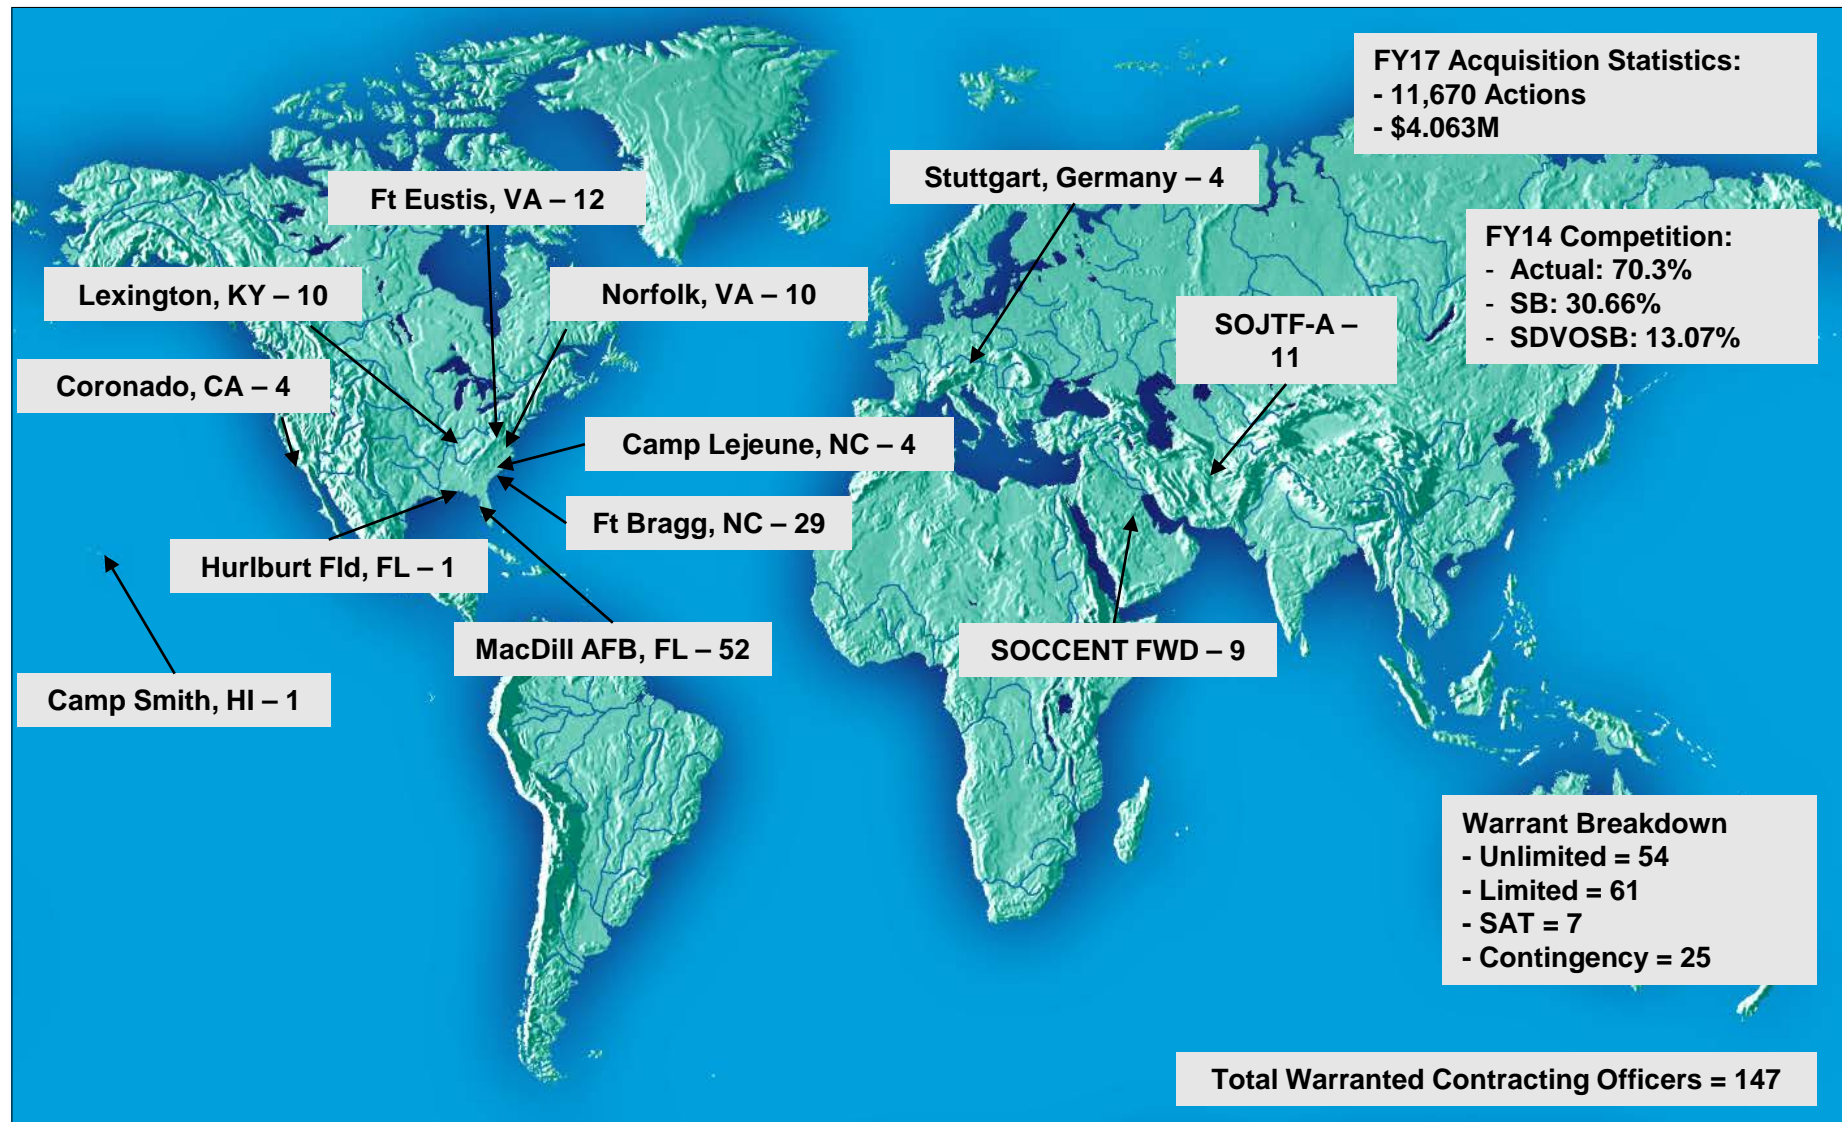 FY17 Acquisition Statistics:
- 11,670 Actions
- $4.063M
Stuttgart, Germany – 4
Ft Eustis, VA – 12
FY14 Competition:
- Actual: 70.3%
- SB: 30.66%
- SDVOSB: 13.07%
Lexington, KY – 10
Norfolk, VA – 10
SOJTF-A –
11
Coronado, CA – 4
Camp Lejeune, NC – 4
Ft Bragg, NC – 29
Hurlburt Fld, FL – 1
MacDill AFB, FL – 52
SOCCENT FWD – 9
Camp Smith, HI – 1
Warrant Breakdown
- Unlimited = 54
- Limited = 61
- SAT = 7
- Contingency = 25
Total Warranted Contracting Officers = 147